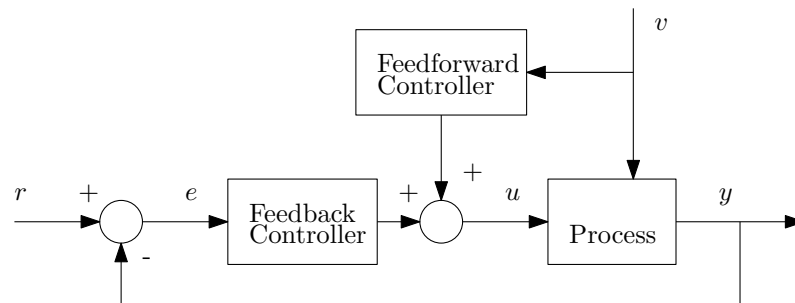 v
Feedforward
Controller
+
r
+
e
+
u
y
Feedback
Controller
Process
-